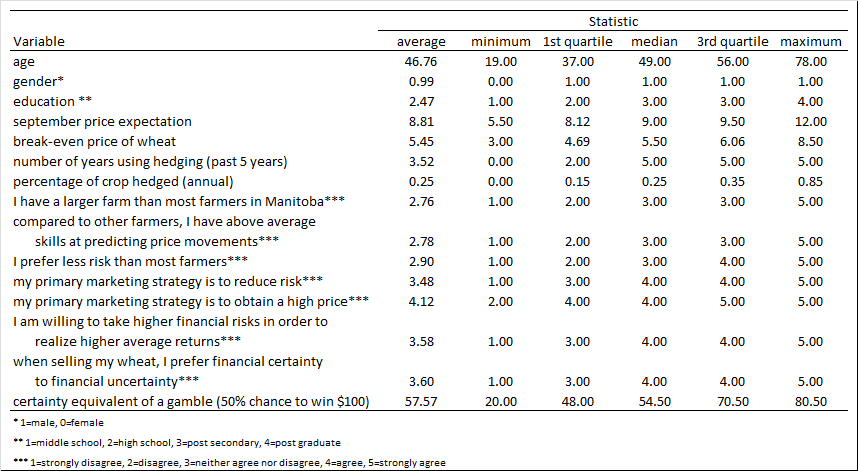 Statistic
Variable average minimum 1st quartile median 3rd quartile maximum
age 46.76 19.00 37.00 49.00 56.00 78.00
gender* 0.99 0.00 1.00 1.00 1.00 1.00
education ** 2.47 1.00 2.00 3.00 3.00 4.00
september price expectation 8.81 5.50 8.12 9.00 9.50 12.00
break-even price of wheat 5.45 3.00 4.69 5.50 6.06 8.50
number of years using hedging (past 5 years) 3.52 0.00 2.00 5.00 5.00 5.00
percentage of crop hedged (annual) 0.25 0.00 0.15 0.25 0.35 0.85
I have a larger farm than most farmers in Manitoba*** 2.76 1.00 2.00 3.00 3.00 5.00
compared to other farmers, I have above average
skills at predicting price movements*** 2.78 1.00 2.00 3.00 3.00 5.00
I prefer less risk than most farmers*** 2.90 1.00 2.00 3.00 4.00 5.00
my primary marketing strategy is to reduce risk*** 3.48 1.00 3.00 4.00 4.00 5.00
my primary marketing strategy is to obtain a high price*** 4.12 2.00 4.00 4.00 5.00 5.00
I am willing to take higher financial risks in order to
realize higher average returns*** 3.58 1.00 3.00 4.00 4.00 5.00
when selling my wheat, I prefer financial certainty
to financial uncertainty*** 3.60 1.00 3.00 4.00 4.00 5.00
certainty equivalent of a gamble (50% chance to win $100) 57.57 20.00 48.00 54.50 70.50 80.50
* 1=male, 0=female
** 1=middle school, 2=high school, 3=post secondary, 4=post graduate
*** 1=strongly disagree, 2=disagree, 3=neither agree nor disagree, 4=agree, 5=strongly agree